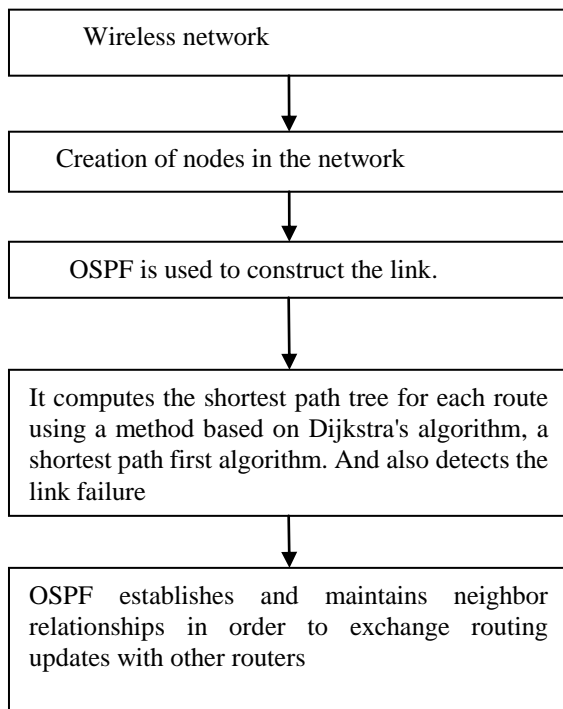 Wireless network
Creation of nodes in the network
OSPF is used to construct the link.
It computes the shortest path tree for each route
using a method based on Dijkstra's algorithm, a
shortest path first algorithm. And also detects the
link failure
OSPF establishes and maintains neighbor
relationships in order to exchange routing
updates with other routers